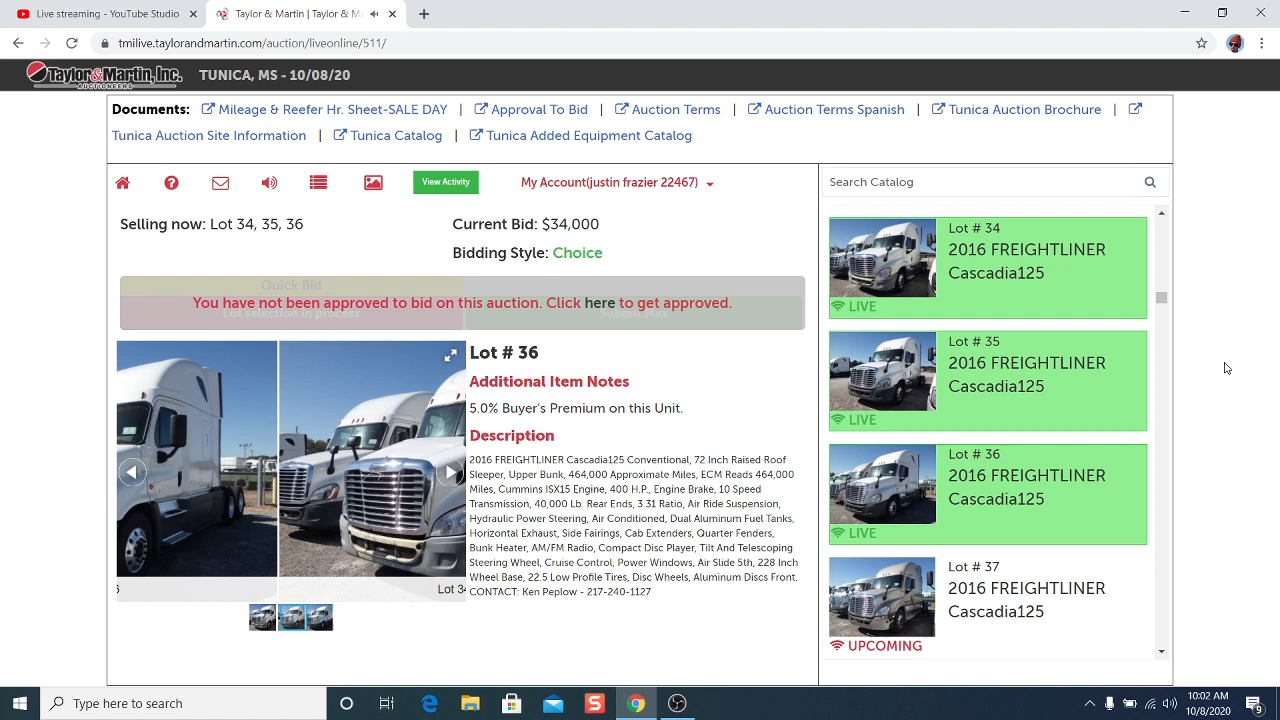 Live streaming - YouTube Studio
Taylor & Martin | Taylor & M
tmilive.taylorandmartin.com/auction/liveonline/511/
Taylor & Martin, Inc.
AUCTIONEERS
TUNICA, MS - 10/08/20
Documents: Mileage & Reefer Hr. Sheet-SALE DAY | Approval To Bid | Auction Terms | Auction Terms Spanish | Tunica Auction Brochure |
Tunica Auction Site Information | Tunica Catalog | Tunica Added Equipment Catalog
View Activity
My Account(justin frazier 22467)
Selling now: Lot 34, 35, 36
Current Bid: $34,000
Bidding Style: Choice
Quick Bid
You have not been approved to bid on this auction. Click here to get approved.
Lot selection in process
Submit Max
Lot # 36
Additional Item Notes
5.0% Buyer's Premium on this Unit.
Description
2016 FREIGHTLINER Cascadia125 Conventional, 72 Inch Raised Roof
Sleeper, Upper Bunk, 464,000 Approximate Miles, ECM Reads 464,000
Miles, Cummins ISX15 Engine, 400 H.P., Engine Brake, 10 Speed
Transmission, 40,000 Lb. Rear Ends, 3.31 Ratio, Air Ride Suspension,
Hydraulic Power Steering, Air Conditioned, Dual Aluminum Fuel Tanks,
Horizontal Exhaust, Side Fairings, Cab Extenders, Quarter Fenders,
Bunk Heater, AM/FM Radio, Compact Disc Player, Tilt And Telescoping
Steering Wheel, Cruise Control, Power Windows, Air Slide 5th, 228 Inch
Wheel Base, 22.5 Low Profile Tires, Disc Wheels, Aluminum Discs Front.
CONTACT: Ken Peplow - 217-240-1127
6
Lot 34
Search Catalog
Lot # 34
2016 FREIGHTLINER
Cascadia125
LIVE
Lot # 35
2016 FREIGHTLINER
Cascadia125
LIVE
Lot # 36
2016 FREIGHTLINER
Cascadia125
LIVE
Lot # 37
2016 FREIGHTLINER
Cascadia125
UPCOMING
Type here to search
10:02 AM
10/8/2020
9